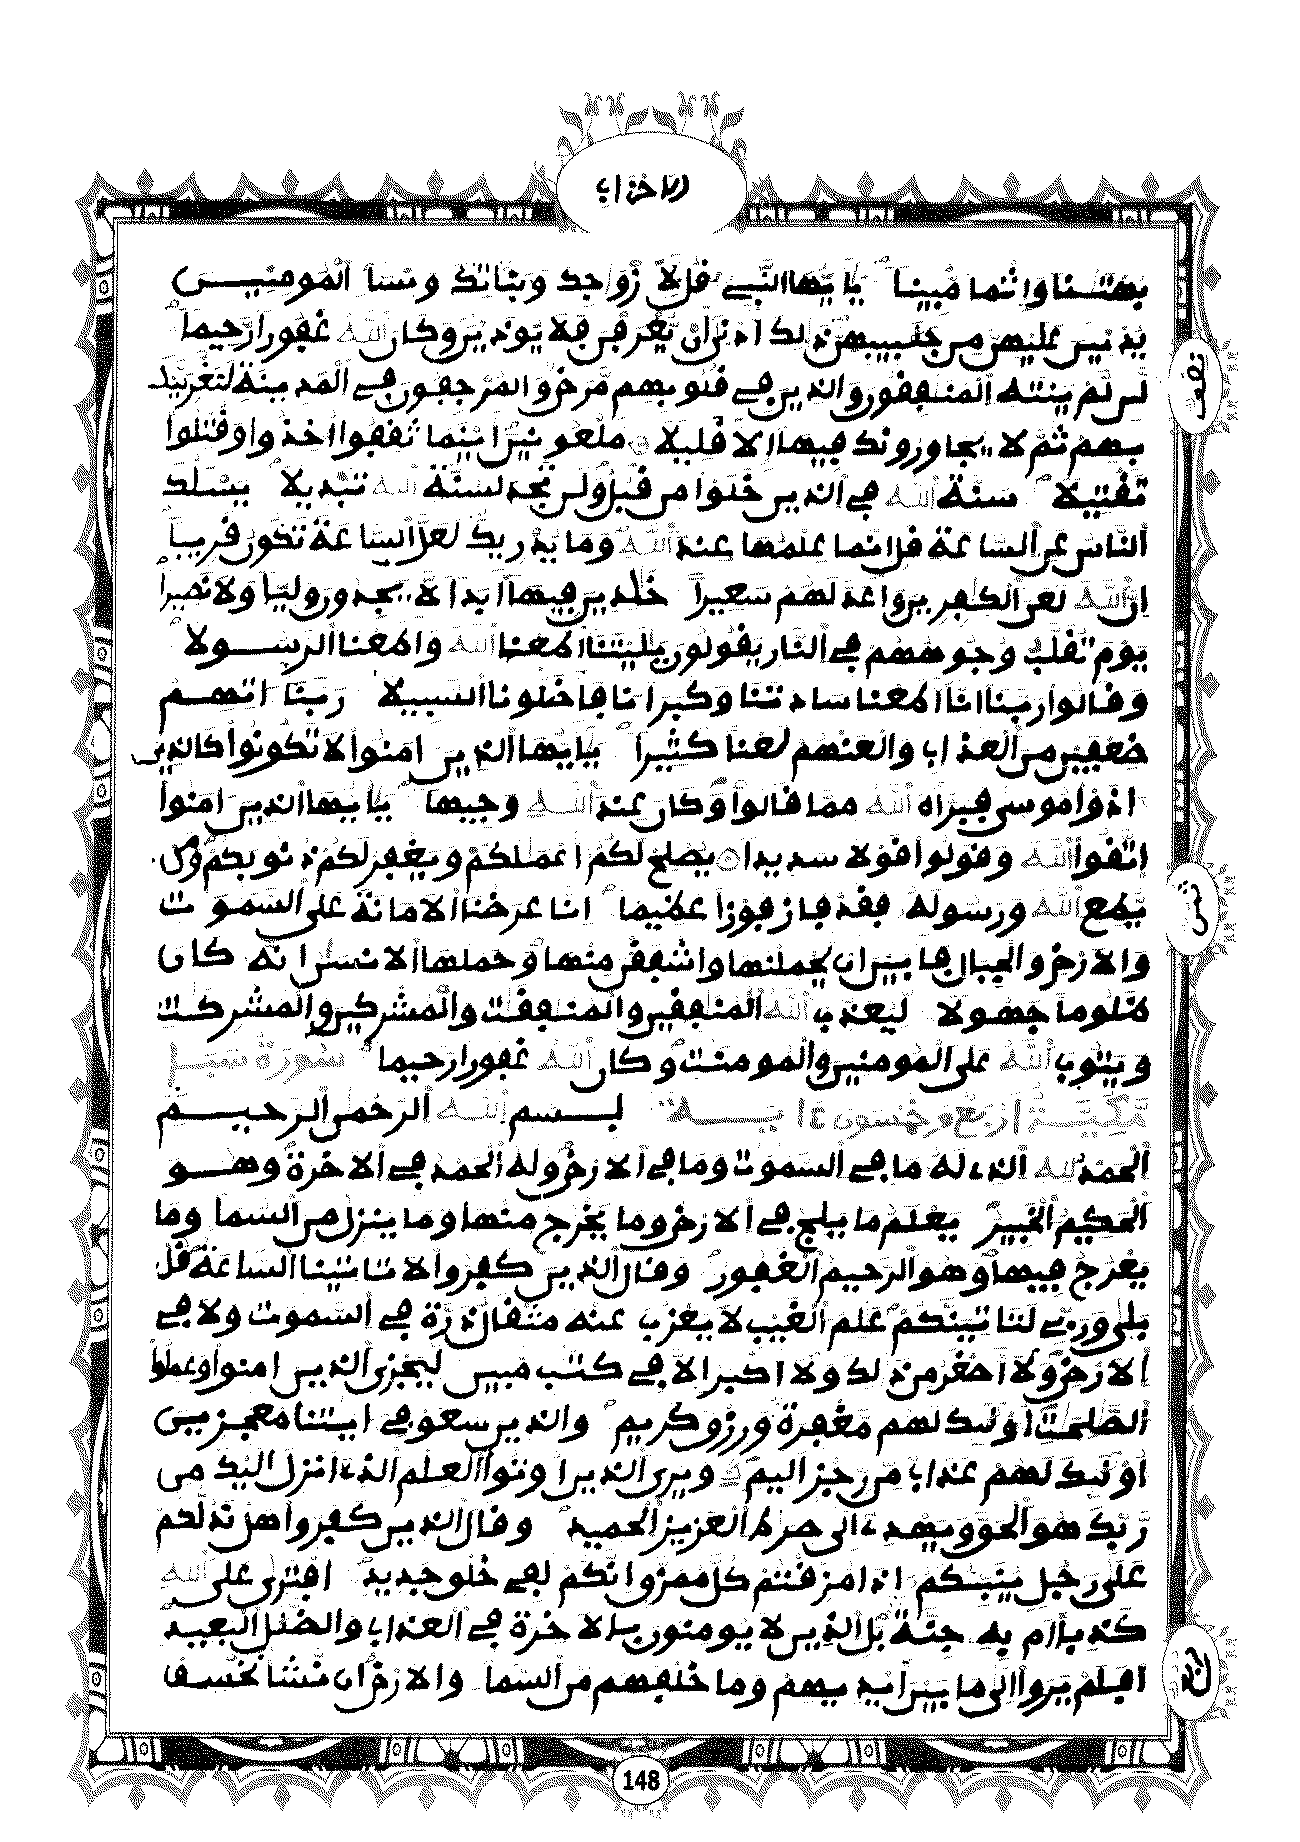 الاحزاب
بهتنا واثما مبينا يايها النبي قل لازواجك وبناتك ونسا المومنين
يدنين عليهن من جلبيبهن ذلك ادنى ان يعرفن فلا يوذين وكان الله غفورا رحيما
لين لم ينته المنفقون والذين في قلوبهم مرض والمرجفون في المدينة لنغرينك
بهم ثم لا يجاورونك فيها الا قليلا ملعونين اينما ثقفوا اخذوا وقتلوا
تقتيلا سنة الله في الذين خلوا من قبل ولن تجد لسنة الله تبديلا يسلك
الناس عن الساعة قل انما علمها عند الله وما يدريك لعل الساعة تكون قريبا
ان الله لعن الكفرين واعد لهم سعيرا خلدين فيها ابدا لا يجدون وليا ولا نصيرا
يوم تقلب وجوههم في النار يقولون يليتنا اطعنا الله واطعنا الرسولا
وقالوا ربنا انا اطعنا سادتنا وكبرانا فاضلونا السبيلا ربنا اتهم
ضعفين من العذاب والعنهم لعنا كثيرا يايها الذين امنوا لا تكونوا كالذين
اذوا موسى فبراه الله مما قالوا وكان عند الله وجيها يايها الذين امنوا
اتقوا الله وقولوا قولا سديدا يصلح لكم اعملكم ويغفر لكم ذنوبكم ومن
يطع الله ورسوله فقد فاز فوزا عظيما انا عرضنا الامانة على السموت
والارض والجبال فابين ان يحملنها واشفقن منها وحملها الانسن انه كان
ظلوما جهولا ليعذب الله المنفقين والمنفقت والمشركين والمشركت
ويتوب الله على المومنين والمومنت وكان الله غفورا رحيما سورة سبا
مكية اربع وخمسون اية بسم الله الرحمن الرحيم
الحمد لله الذي له ما في السموت وما في الارض وله الحمد في الاخرة وهو
الحكيم الخبير يعلم ما يلج في الارض وما يخرج منها وما ينزل من السما وما
يعرج فيها وهو الرحيم الغفور وقال الذين كفروا لا تاتينا الساعة قل
بلى وربي لتاتينكم علم الغيب لا يعزب عنه مثقال ذرة في السموت ولا في
الارض ولا اصغر من ذلك ولا اكبر الا في كتب مبين ليجزي الذين امنوا وعملوا
الصلحت اوليك لهم مغفرة ورزق كريم والذين سعو في ايتنا معجزين
اوليك لهم عذاب من رجز اليم ويرى الذين اوتوا العلم الذي انزل اليك من
ربك هو الحق ويهدي الى صرط العزيز الحميد وقال الذين كفروا هل ندلكم
على رجل ينبيكم اذا مزقتم كل ممزق انكم لفي خلق جديد افترى على الله
كذبا ام به جنة بل الذين لا يومنون بالاخرة في العذاب والضلل البعيد
افلم يروا الى ما بين ايديهم وما خلفهم من السما والارض ان نشا نخسف
نصف
ثمن
148